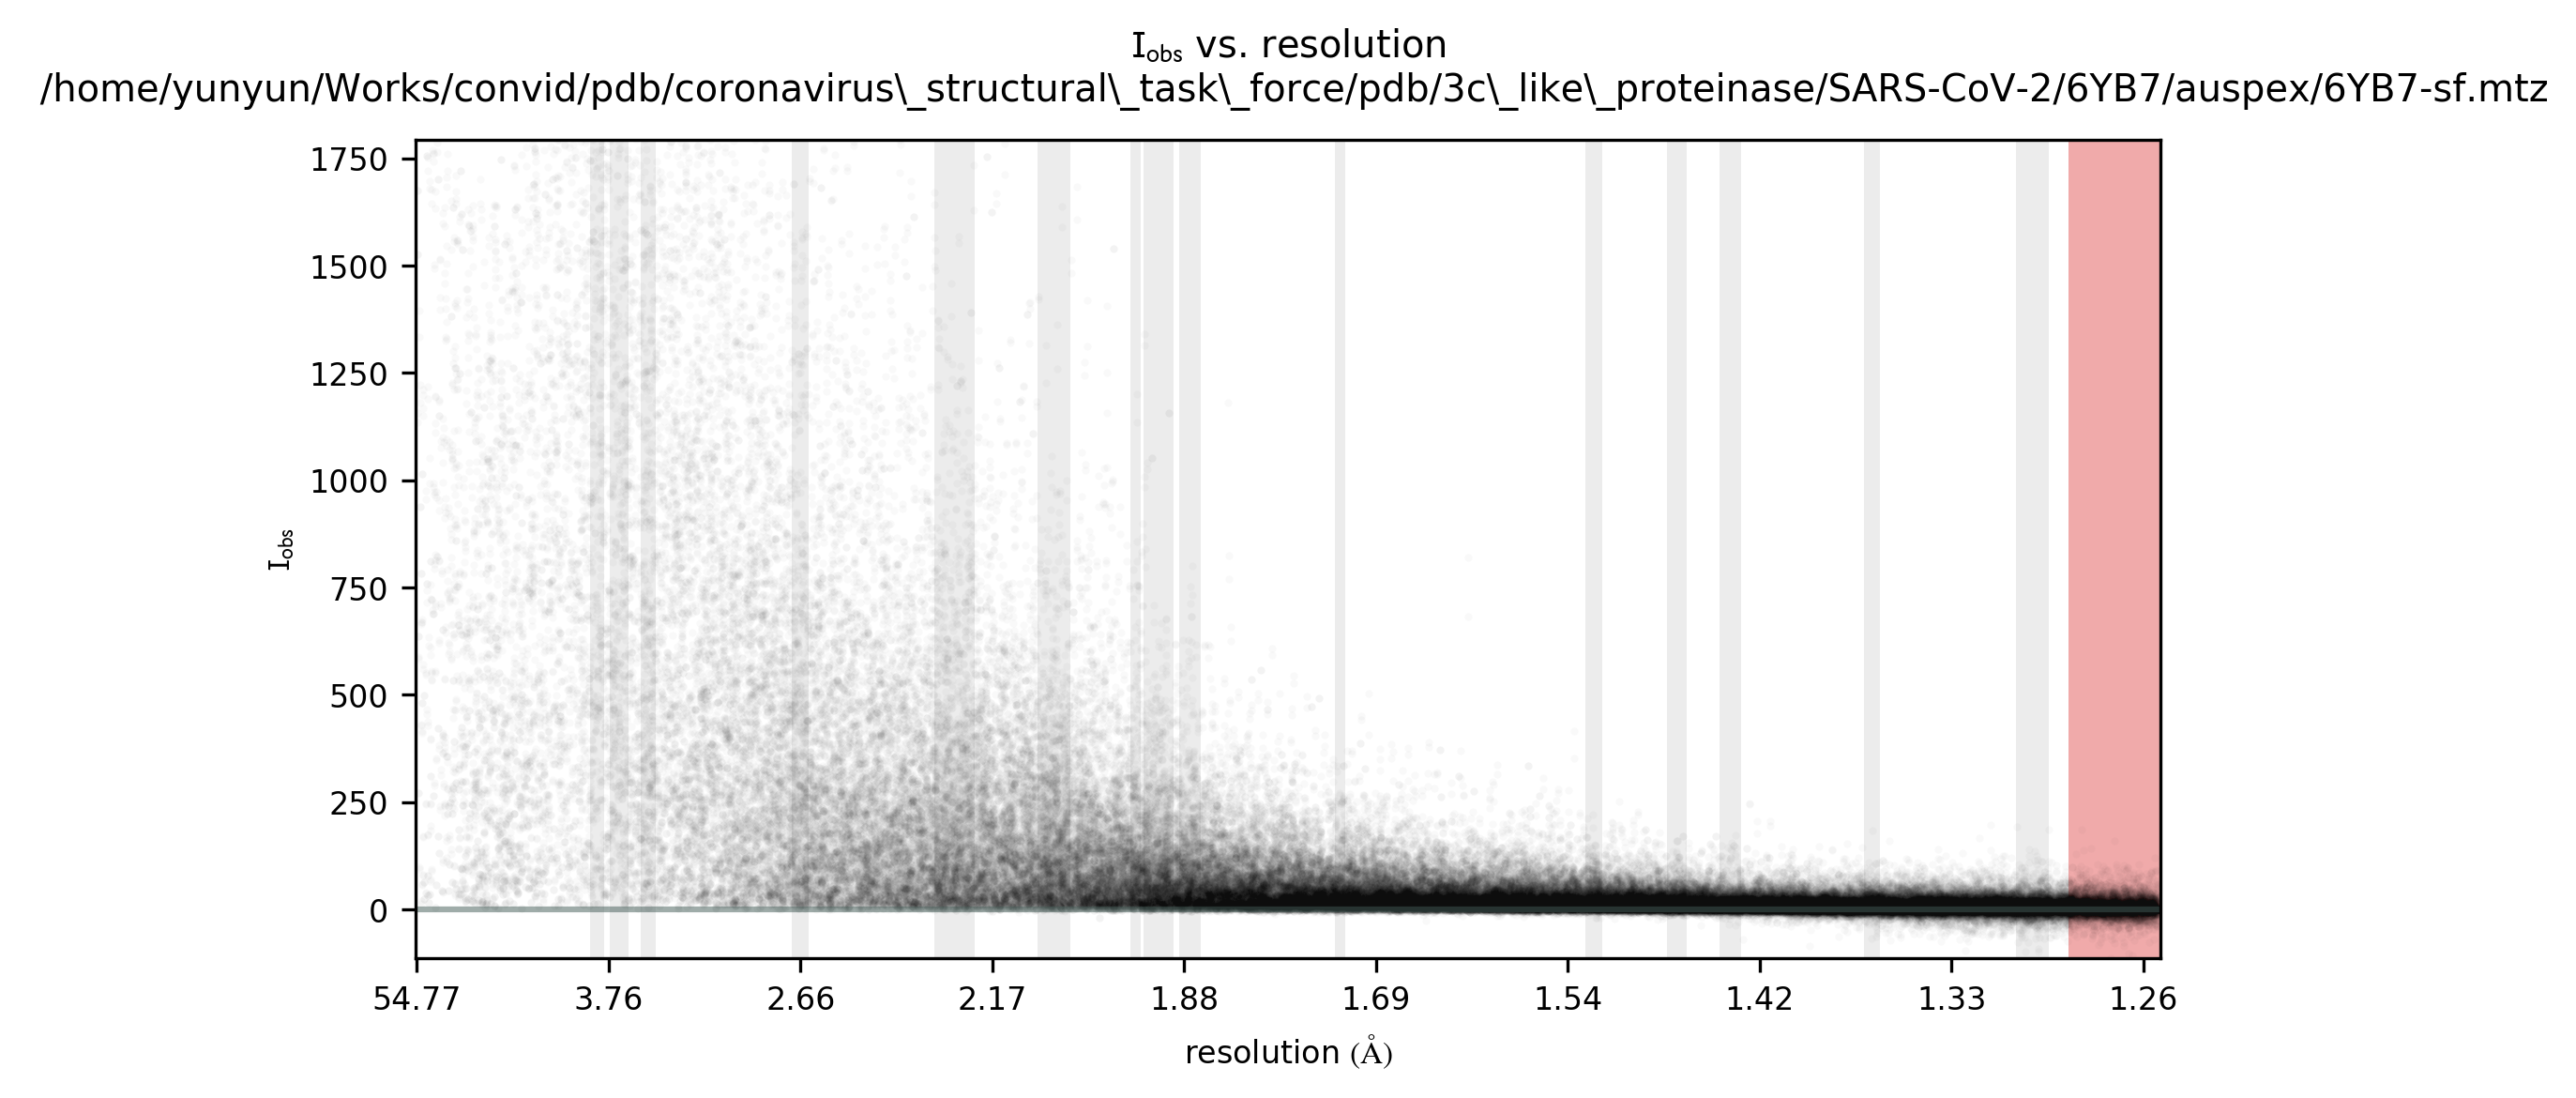 I_obs vs. resolution
/home/yunyun/Works/convid/pdb/coronavirus\_structural\_task\_force/pdb/3c\_like\_proteinase/SARS-CoV-2/6YB7/auspex/6YB7-sf.mtz
1750
1500
1250
1000
750
500
250
0
I_obs
54.77 3.76 2.66 2.17 1.88 1.69 1.54 1.42 1.33 1.26
resolution (Å)